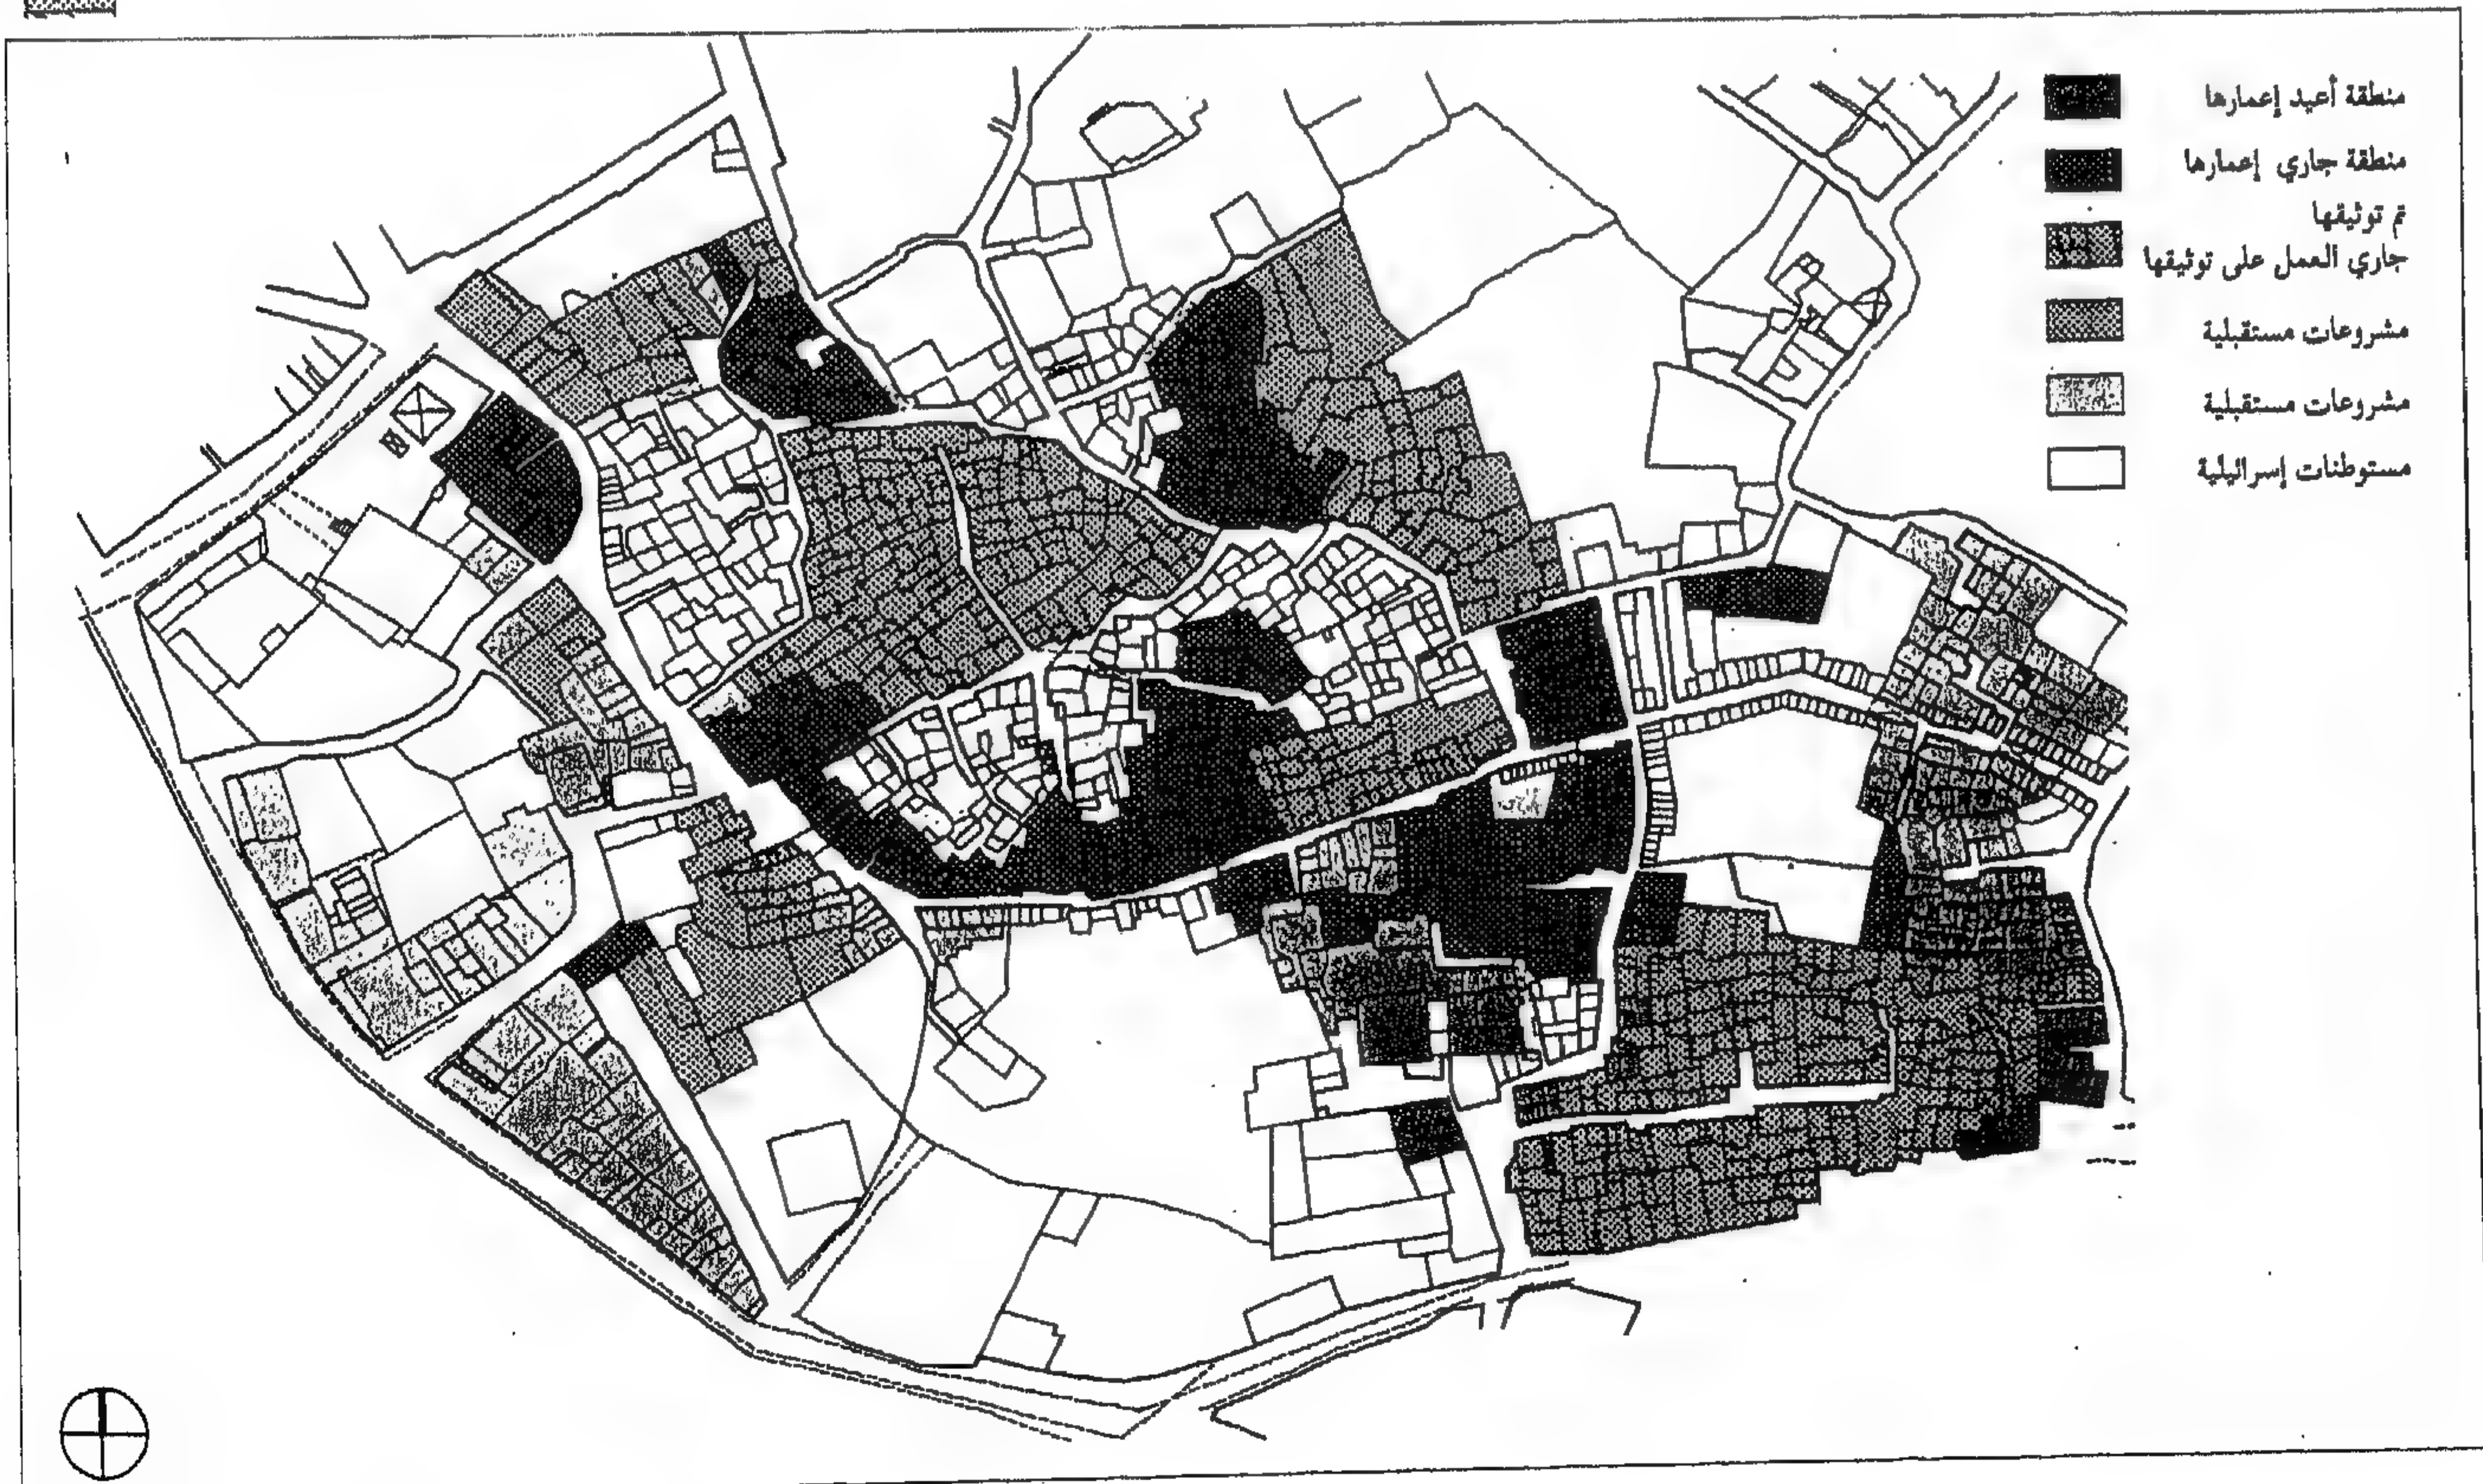 منطقة أعيد إعمارها
منطقة جاري إعمارها
تم توثيقها
جاري العمل على توثيقها
مشروعات مستقبلية
مشروعات مستقبلية
مستوطنات إسرائيلية